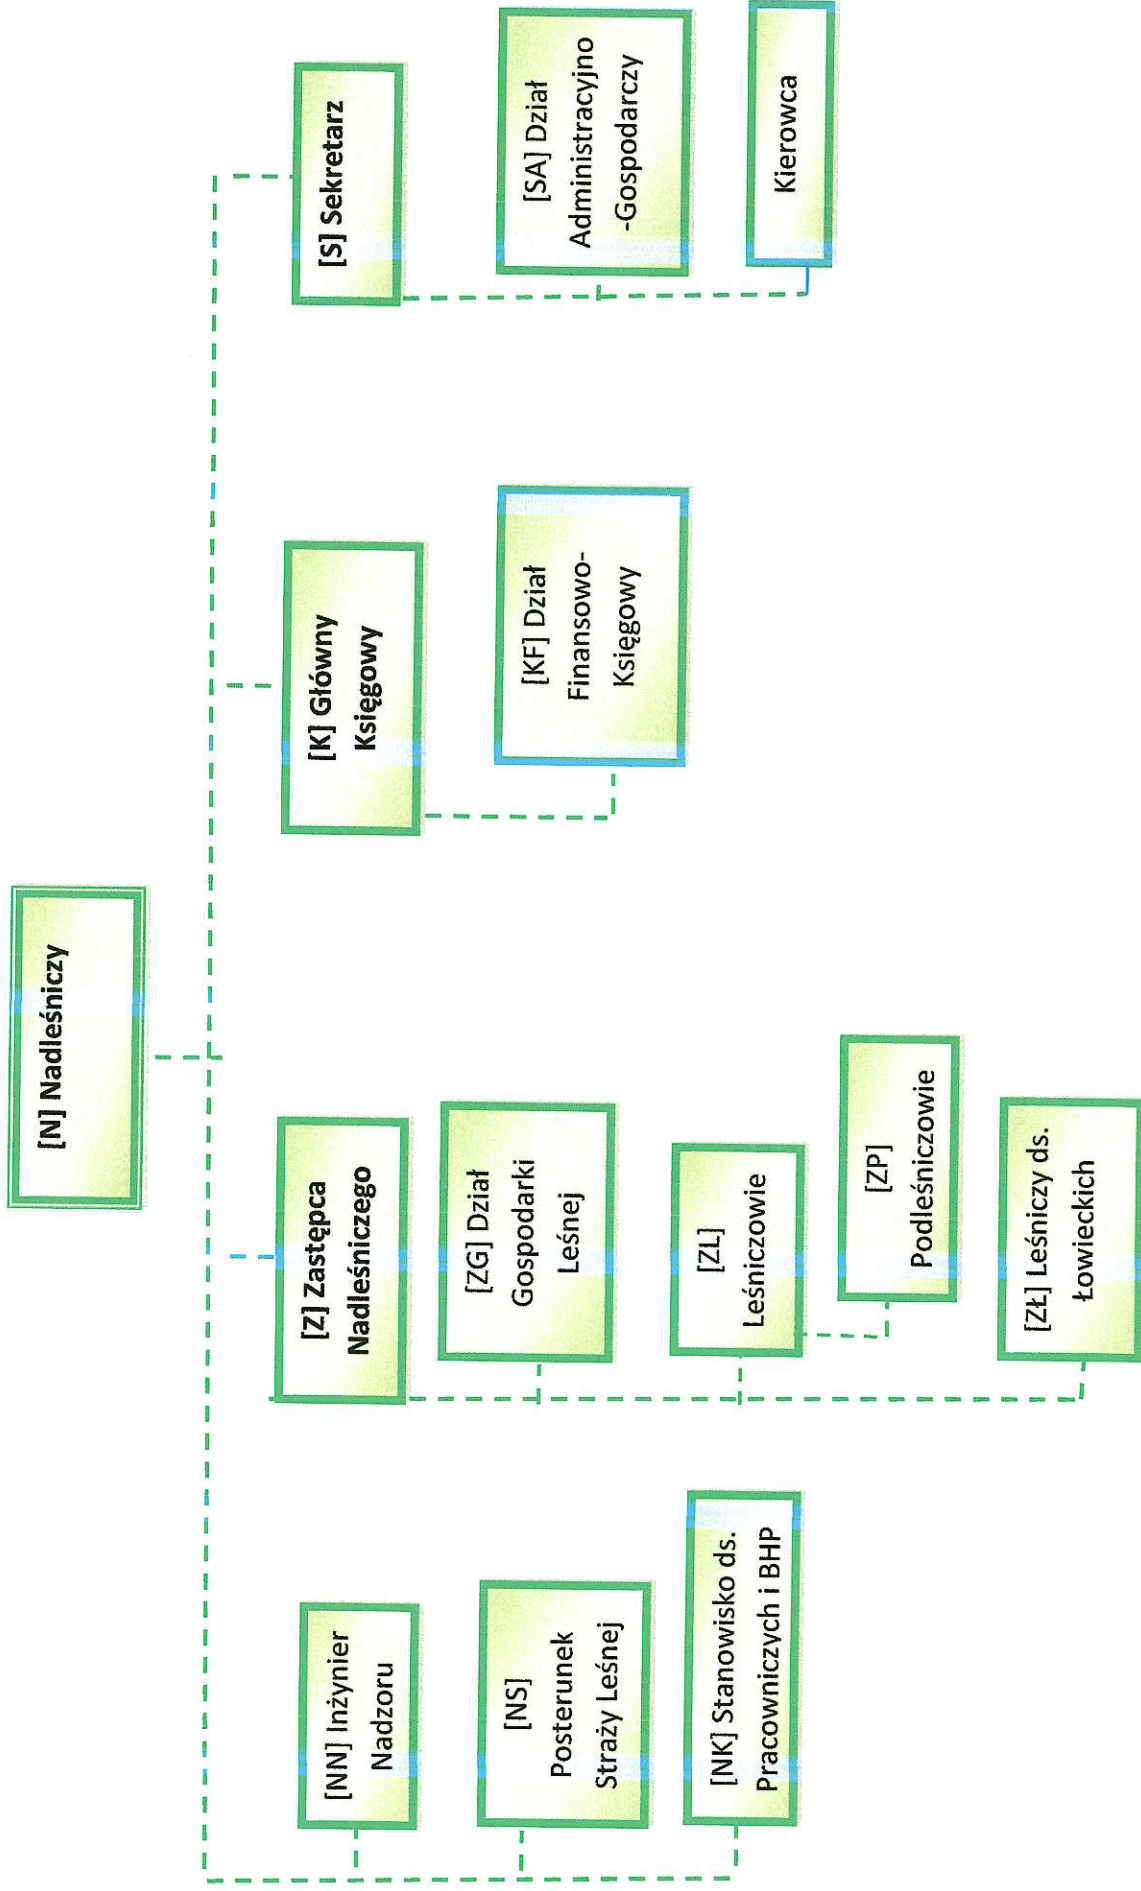 [N] Nadleśniczy
[NN] Inżynier
Nadzoru
[NS]
Posterunek
Straży Leśnej
[NK] Stanowisko ds.
Pracowniczych i BHP
[Z] Zastępca
Nadleśniczego
[ZG] Dział
Gospodarki
Leśnej
[ZL]
Leśniczowie
[ZP]
Podleśniczowie
[ZŁ] Leśniczy ds.
Łowieckich
[K] Główny
Księgowy
[KF] Dział
Finansowo-
Księgowy
[S] Sekretarz
[SA] Dział
Administracyjno
-Gospodarczy
Kierowca